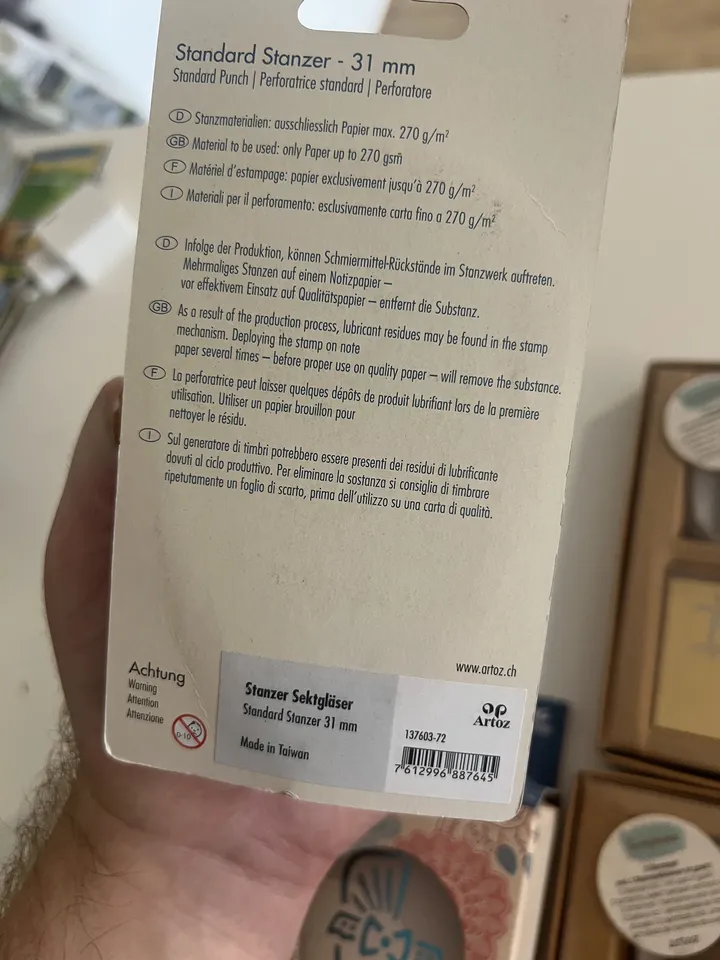 Standard Stanzer - 31 mm
Standard Punch | Perforatrice standard | Perforatore
D Stanzmaterialien: ausschliesslich Papier max. 270 g/m²
GB Material to be used: only Paper up to 270 gsm
F Matériel d'estampage: papier exclusivement jusqu'à 270 g/m²
I Materiali per il perforamento: esclusivamente carta fino a 270 g/m²
D Infolge der Produktion, können Schmiermittel-Rückstände im Stanzwerk auftreten.
Mehrmaliges Stanzen auf einem Notizpapier –
vor effektivem Einsatz auf Qualitätspapier – entfernt die Substanz.
GB As a result of the production process, lubricant residues may be found in the stamp
mechanism. Deploying the stamp on note
paper several times – before proper use on quality paper – will remove the substance.
F La perforatrice peut laisser quelques dépôts de produit lubrifiant lors de la première
utilisation. Utiliser un papier brouillon pour
nettoyer le résidu.
I Sul generatore di timbri potrebbero essere presenti dei residui di lubrificante
dovuti al ciclo produttivo. Per eliminare la sostanza si consiglia di timbrare
ripetutamente un foglio di scarto, prima dell'utilizzo su una carta di qualità.
www.artoz.ch
Achtung
Warning
Attention
Attenzione
0-10
Stanzer Sektgläser
Standard Stanzer 31 mm
Made in Taiwan
Artoz
137603-72
7 612996 887645